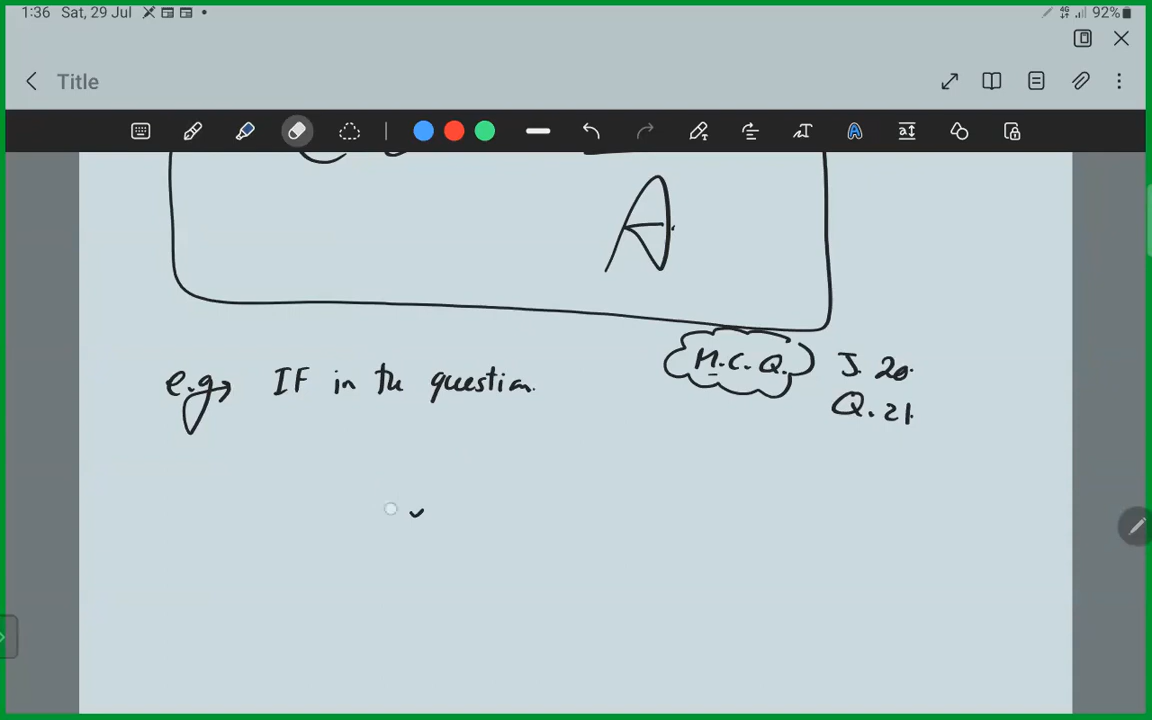 1:36 Sat, 29 Jul 92%
Title
A
e.g → IF in the question. M.C.Q. J. 20.
Q. 21.